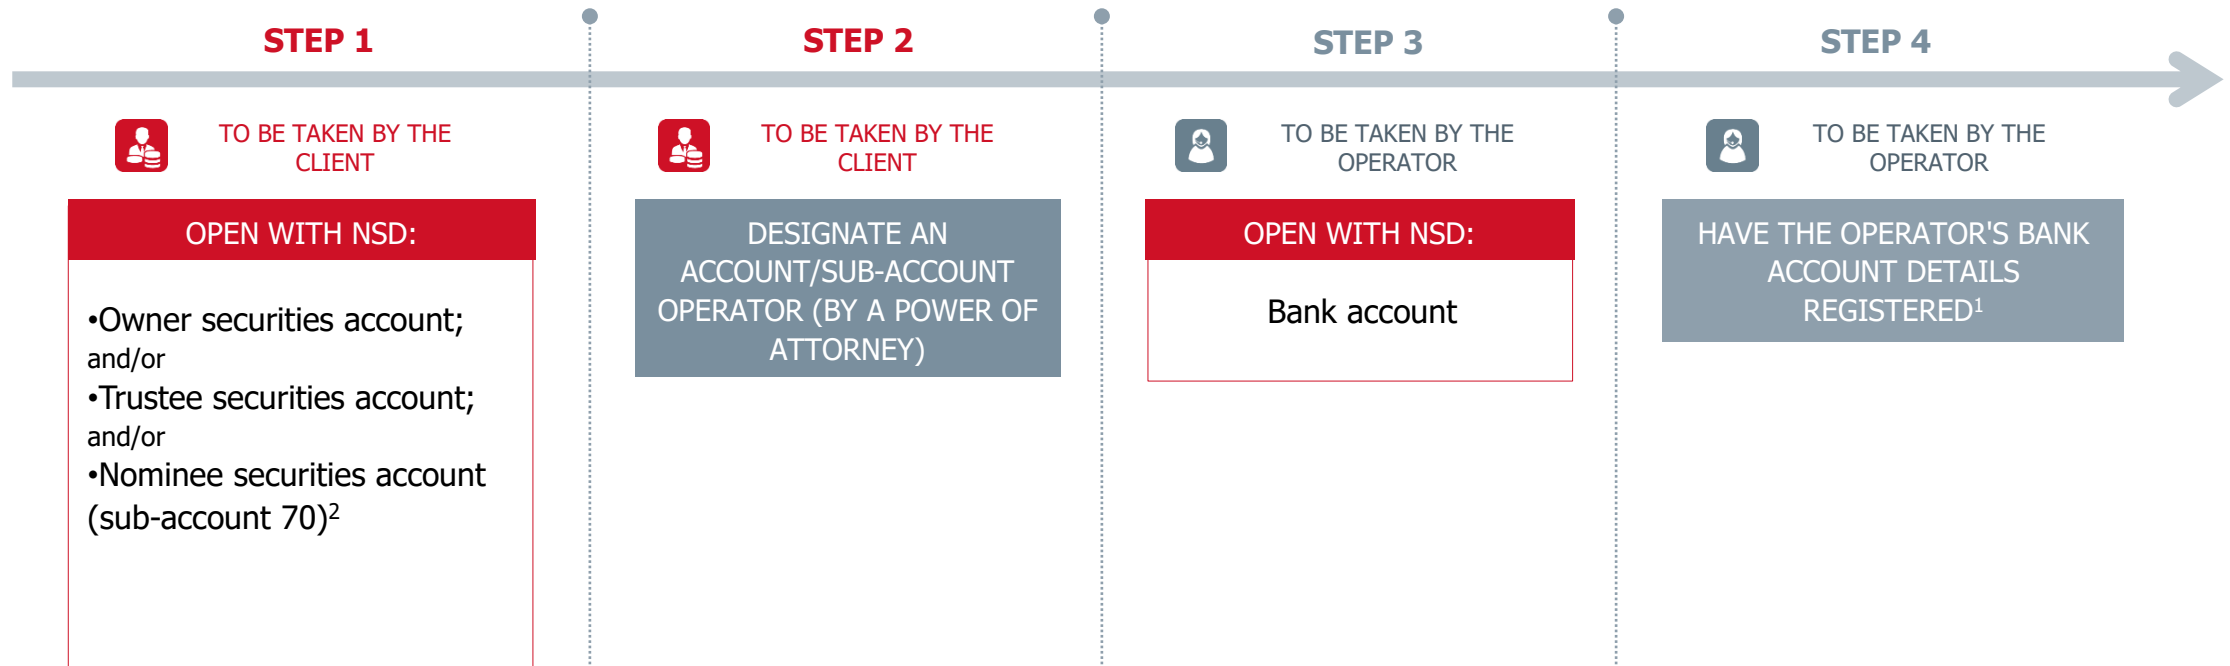 STEP 1
STEP 2
STEP 3
STEP 4
TO BE TAKEN BY THE
CLIENT
TO BE TAKEN BY THE
CLIENT
TO BE TAKEN BY THE
OPERATOR
TO BE TAKEN BY THE
OPERATOR
OPEN WITH NSD:
•Owner securities account;
and/or
•Trustee securities account;
and/or
•Nominee securities account
(sub-account 70)²
DESIGNATE AN
ACCOUNT/SUB-ACCOUNT
OPERATOR (BY A POWER OF
ATTORNEY)
OPEN WITH NSD:
Bank account
HAVE THE OPERATOR'S BANK
ACCOUNT DETAILS
REGISTERED¹